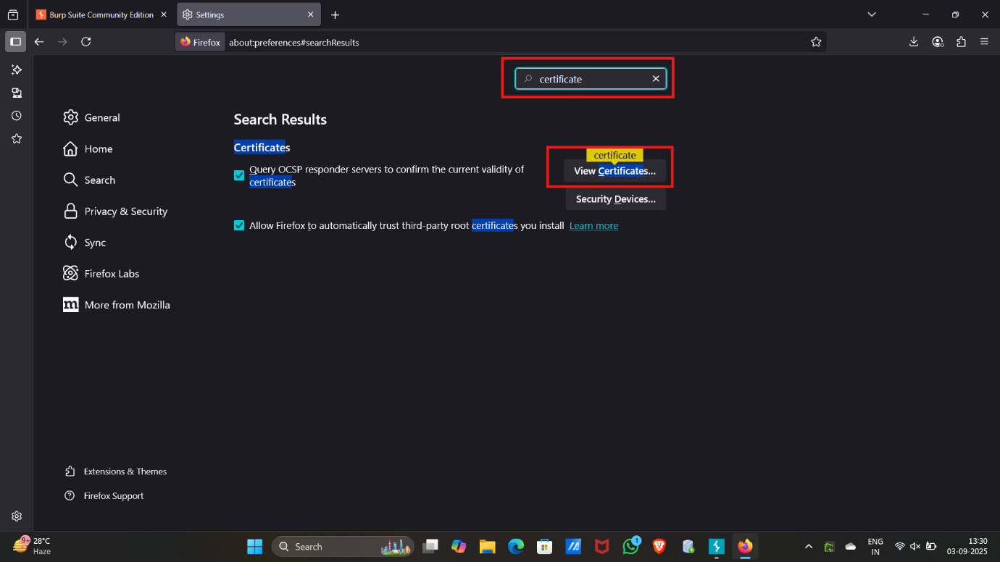 Burp Suite Community Edition
Settings
Firefox
about:preferences#searchResults
certificate
General
Home
Search
Privacy & Security
Sync
Firefox Labs
More from Mozilla
Extensions & Themes
Firefox Support
Search Results
Certificates
Query OCSP responder servers to confirm the current validity of
certificates
certificate
View Certificates...
Security Devices...
Allow Firefox to automatically trust third-party root certificates you install Learn more
9+
28°C
Haze
Search
1
ENG
IN
13:30
03-09-2025